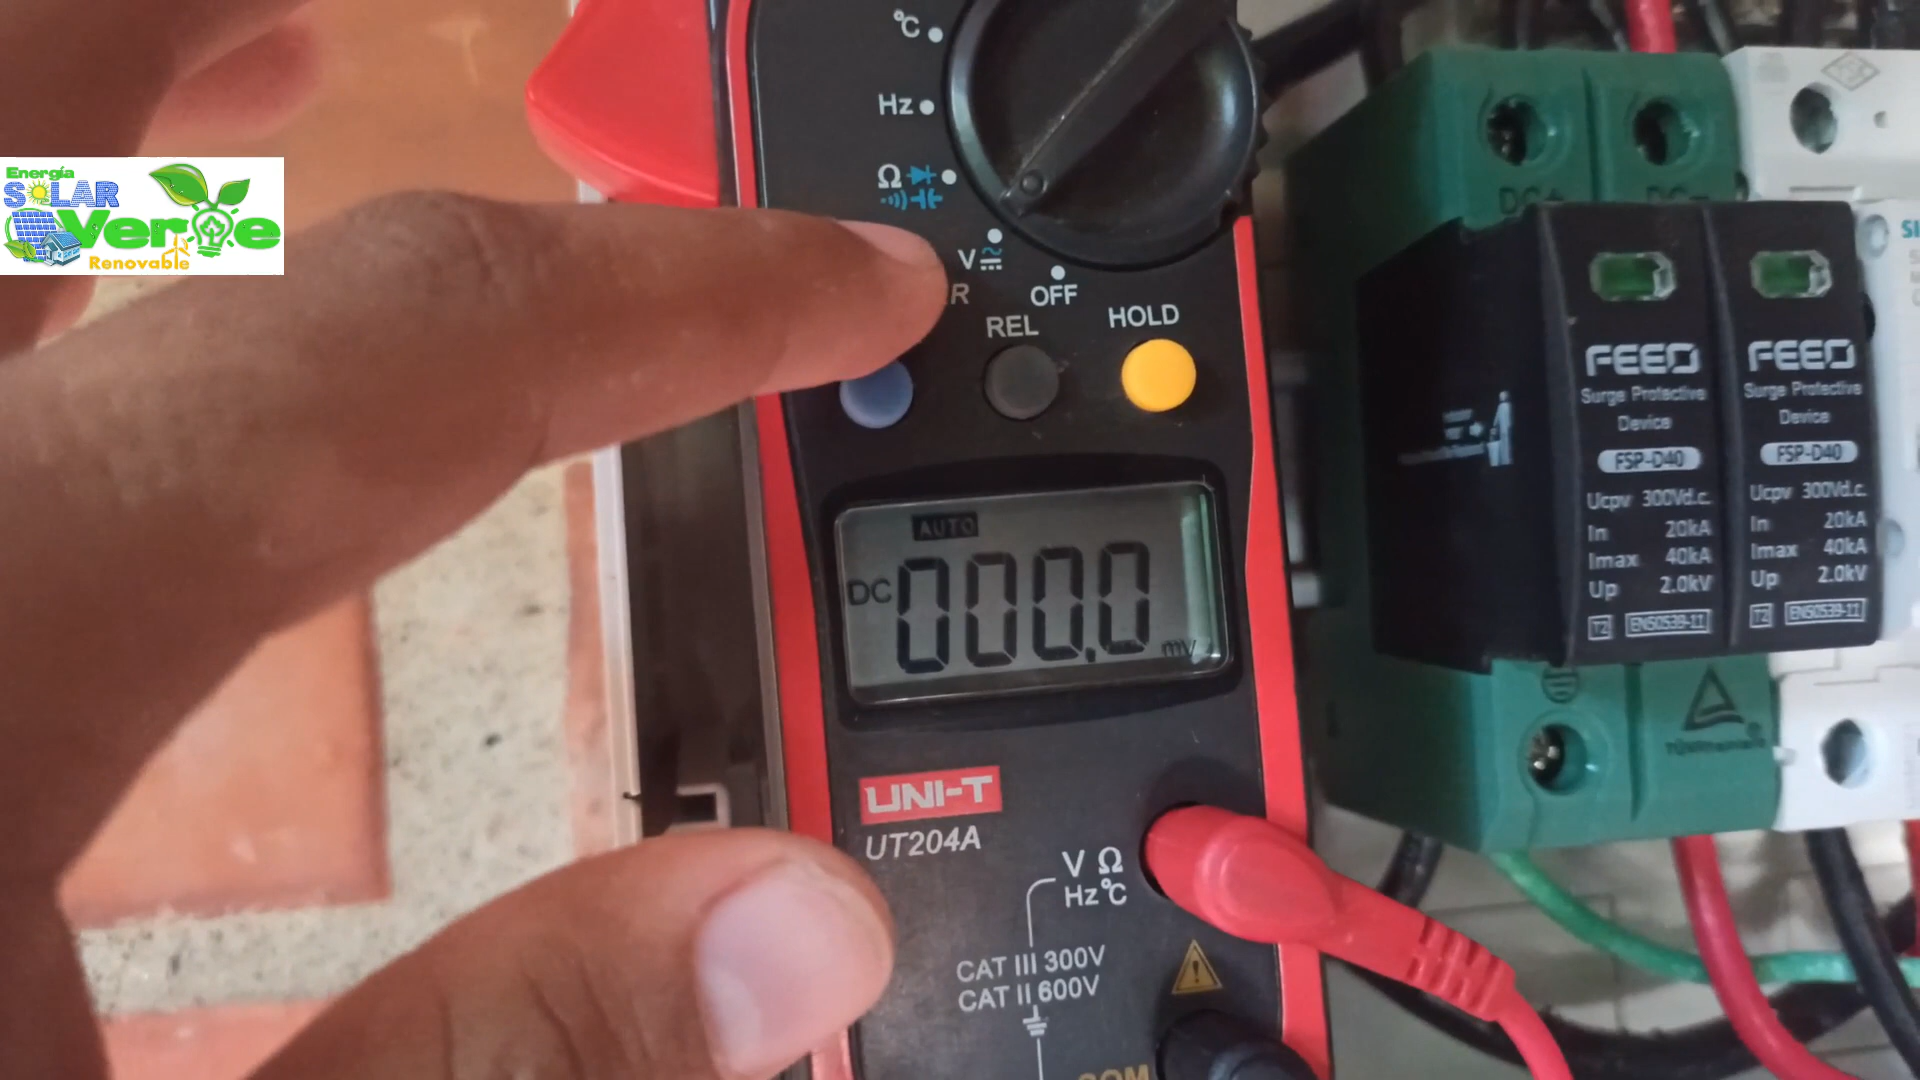 Energía
SOLAR
Verde
Renovable
°C
Hz
Ω
V
R
OFF
REL
HOLD
AUTO
DC 000.0 mV
UNI-T
UT204A
V Ω
Hz °C
CAT III 300V
CAT II 600V
COM
DC+
DC-
FEEO
Surge Protective
Device
FSP-D40
Ucpv 300Vd.c.
In 20kA
Imax 40kA
Up 2.0kV
T2 EN50539-11
FEEO
Surge Protective
Device
FSP-D40
Ucpv 300Vd.c.
In 20kA
Imax 40kA
Up 2.0kV
T2 EN50539-11
SI